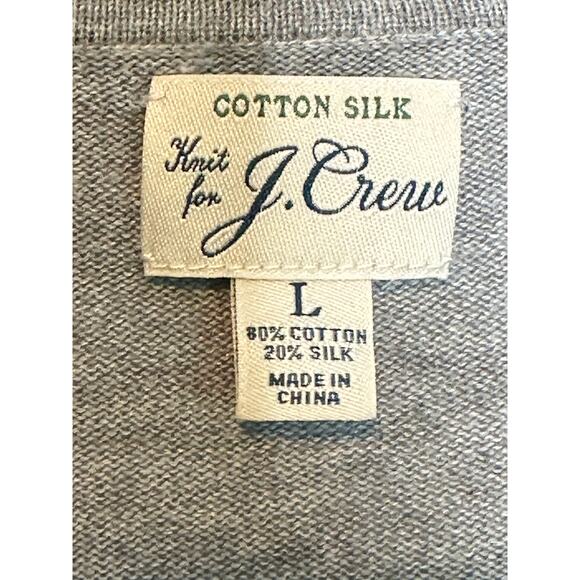 COTTON SILK
Knit for J.Crew
L
80% COTTON
20% SILK
MADE IN
CHINA